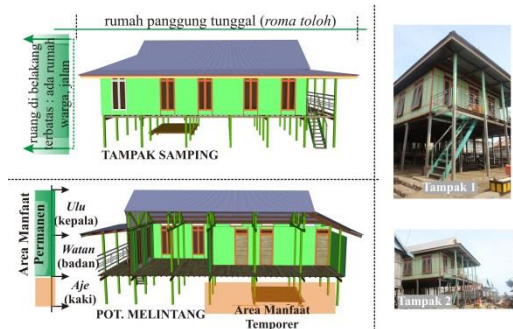 rumah panggung tunggal (roma toloh)
ruang di belakang
terbatas : ada rumah
warga, jalan
TAMPAK SAMPING
Tampak 1
Area Manfaat
Permanen
Ulu
(kepala)
Watan
(badan)
Aje
(kaki)
POT. MELINTANG
Area Manfaat
Temporer
Tampak 2